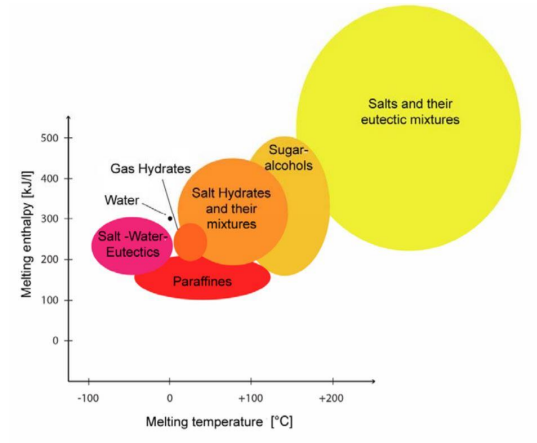 Salts and their
eutectic mixtures
500
Sugar-
alcohols
Gas Hydrates
400
Salt Hydrates
and their
mixtures
Water
300
Salt -Water-
Eutectics
200
Paraffines
100
0
Melting enthalpy [kJ/l]
-100
0
+100
+200
Melting temperature [°C]